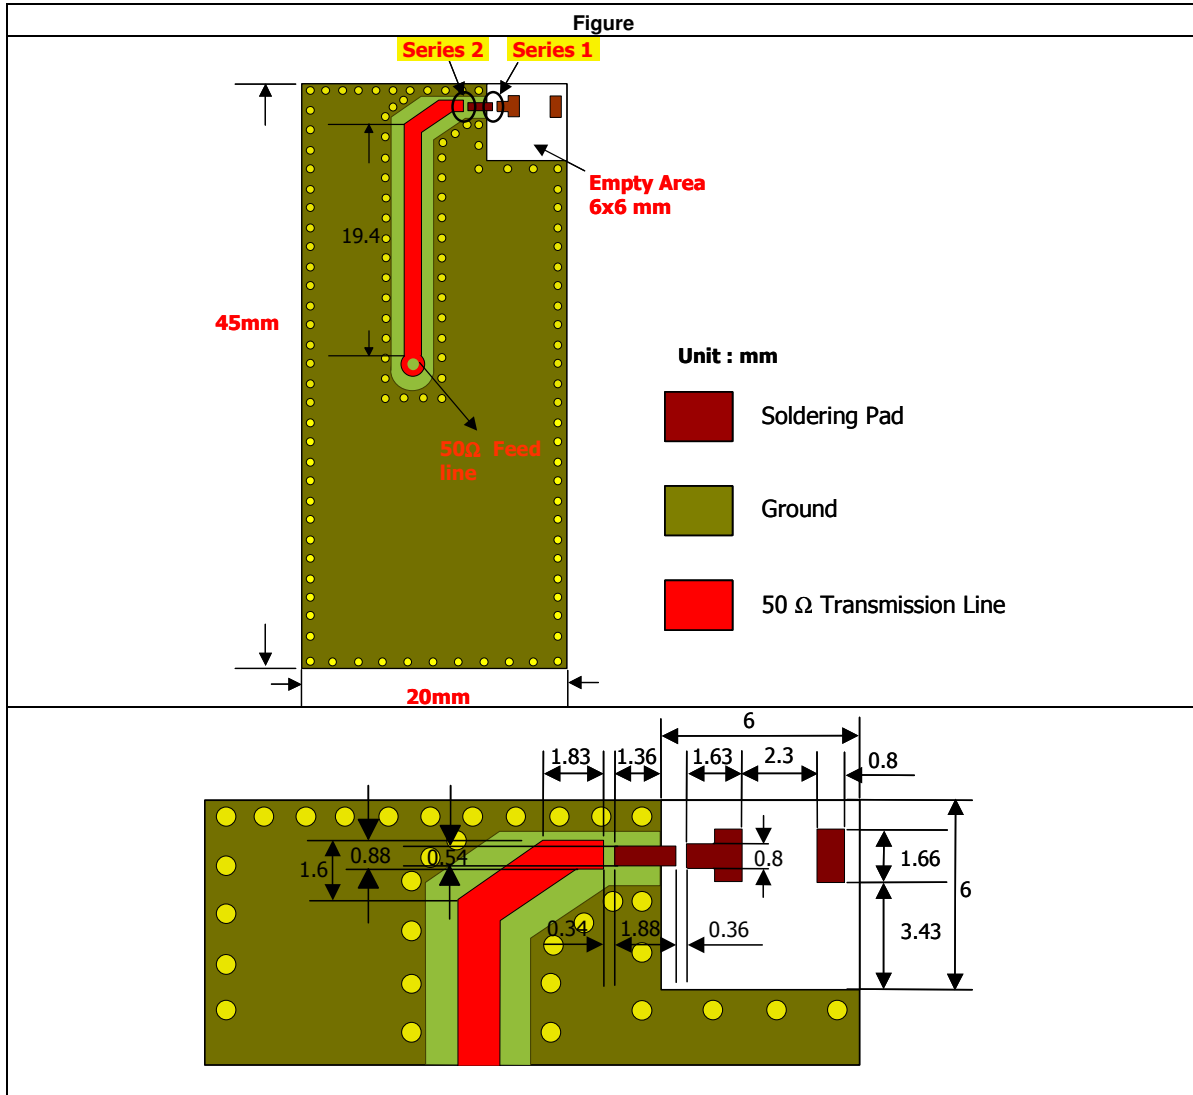 Figure
Series 2 Series 1
Empty Area
6x6 mm
19.4
45mm
Unit : mm
Soldering Pad
50Ω Feed
line
Ground
50 Ω Transmission Line
20mm
6
1.83 1.36 1.63 2.3 0.8
0.88 0.54 0.8 1.66
1.6 6
0.34 1.88 0.36 3.43